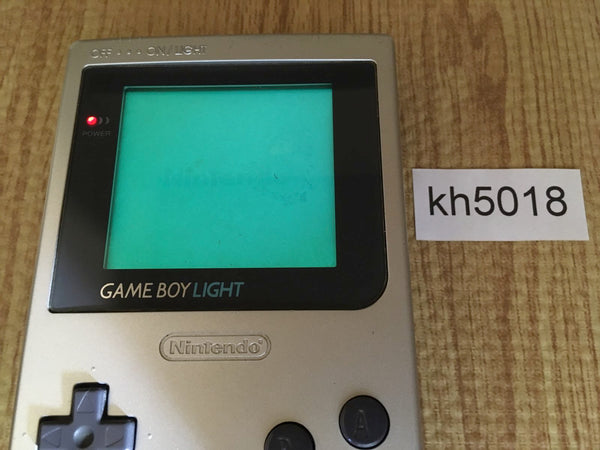 OFF ••• ON/LIGHT
POWER
kh5018
GAME BOY LIGHT
Nintendo
A